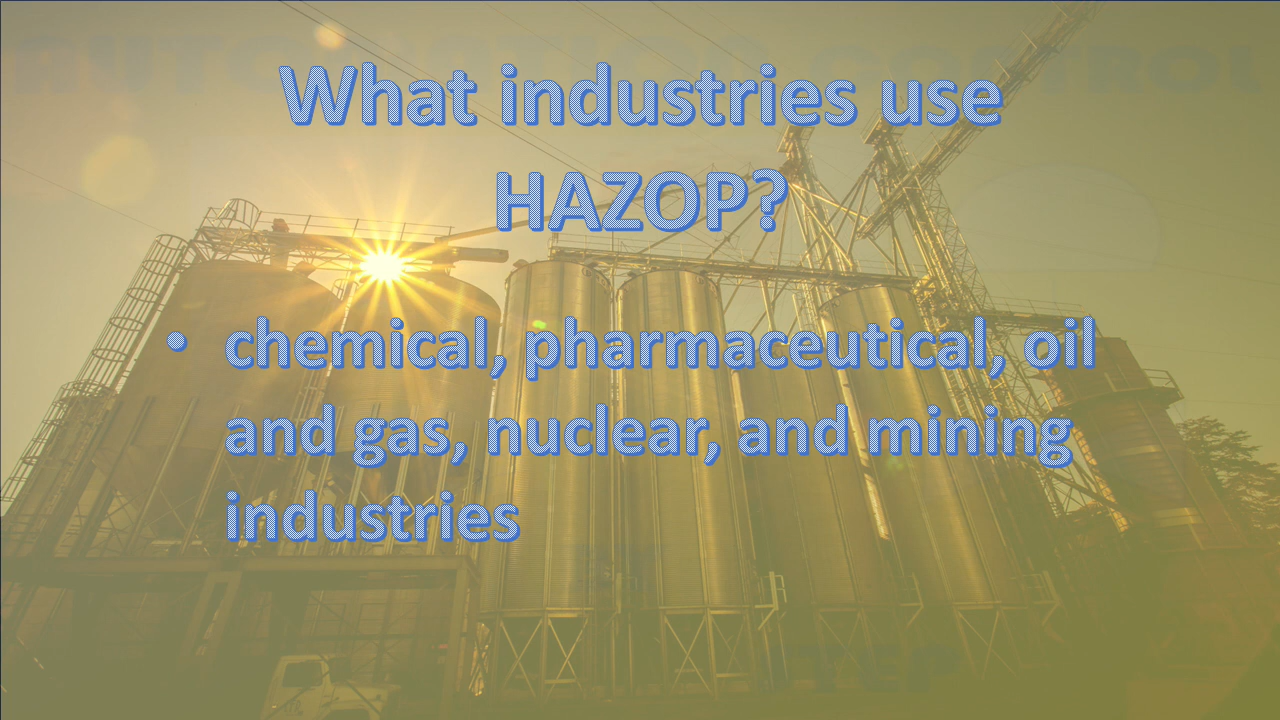 What industries use
HAZOP?
• chemical, pharmaceutical, oil
and gas, nuclear, and mining
industries